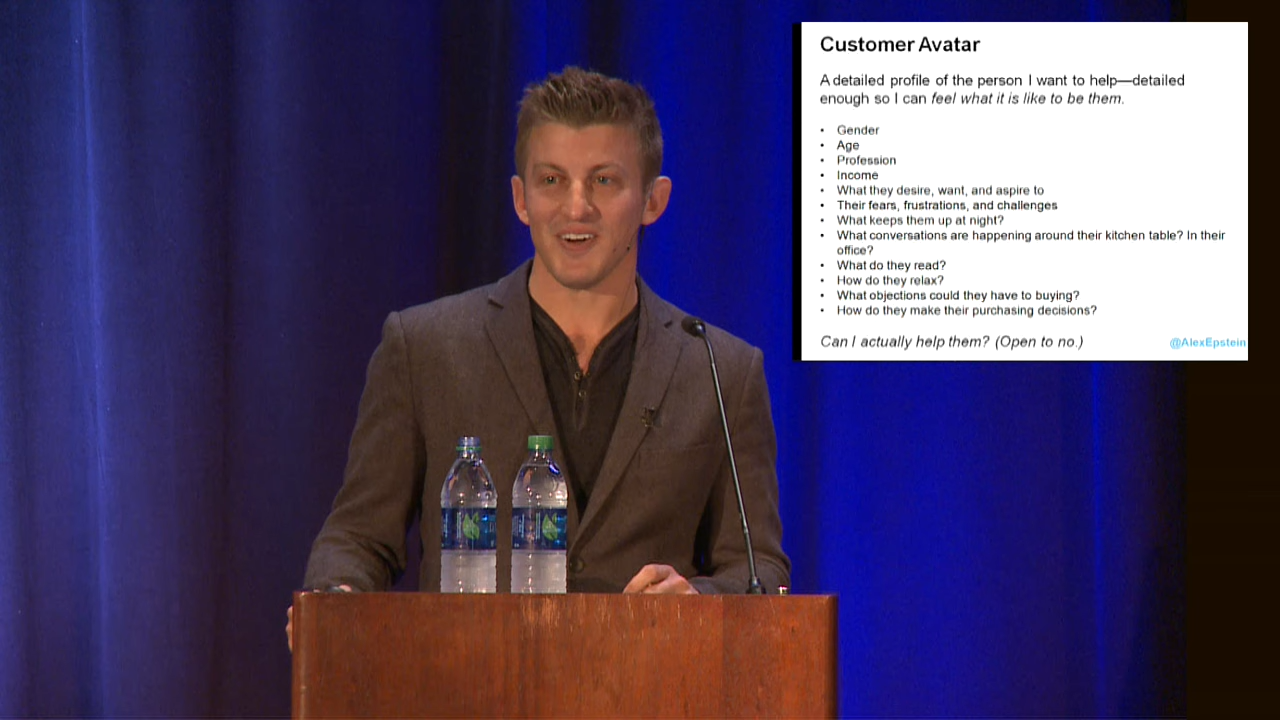 Customer Avatar
A detailed profile of the person I want to help—detailed
enough so I can feel what it is like to be them.
• Gender
• Age
• Profession
• Income
• What they desire, want, and aspire to
• Their fears, frustrations, and challenges
• What keeps them up at night?
• What conversations are happening around their kitchen table? In their
office?
• What do they read?
• How do they relax?
• What objections could they have to buying?
• How do they make their purchasing decisions?
Can I actually help them? (Open to no.)
@AlexEpstein